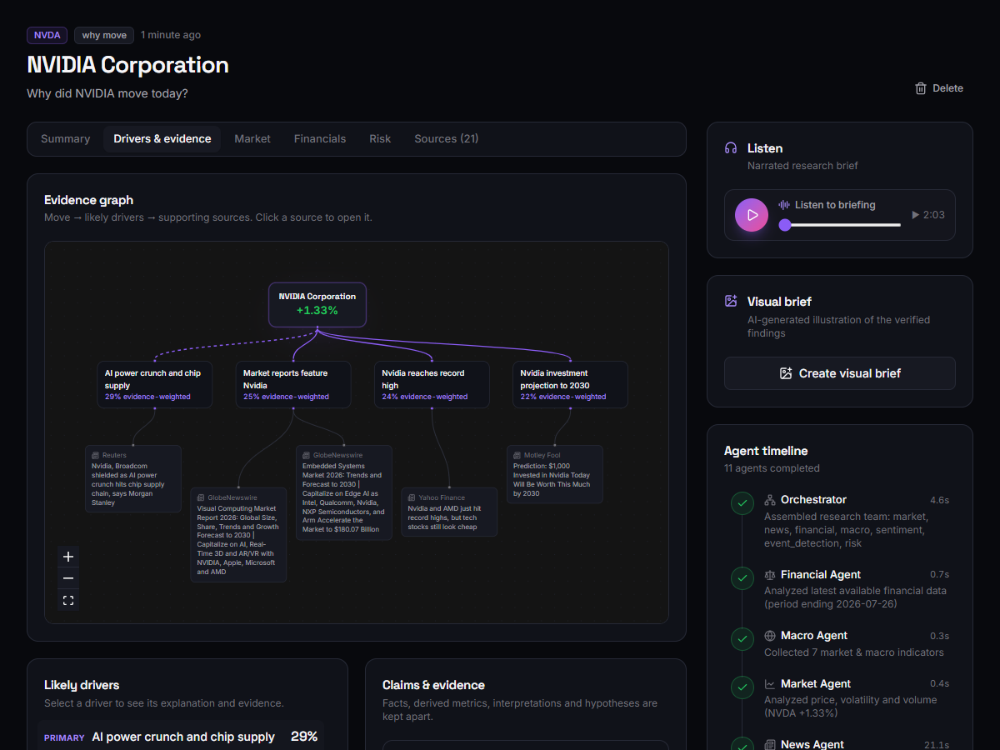 NVDA
why move
1 minute ago
NVIDIA Corporation
Why did NVIDIA move today?
Delete
Summary
Drivers & evidence
Market
Financials
Risk
Sources (21)
Evidence graph
Move → likely drivers → supporting sources. Click a source to open it.
NVIDIA Corporation
+1.33%
AI power crunch and chip
supply
29% evidence-weighted
Market reports feature
Nvidia
25% evidence-weighted
Nvidia reaches record
high
24% evidence-weighted
Nvidia investment
projection to 2030
22% evidence-weighted
Reuters
Nvidia, Broadcom
shielded as AI power
crunch hits chip supply
chain, says Morgan
Stanley
GlobeNewswire
Visual Computing Market
Report 2026: Global Size,
Share, Trends and Growth
Forecast to 2030 |
Capitalize on AI, Real-
Time 3D and AR/VR with
NVIDIA, Apple, Microsoft
and AMD
GlobeNewswire
Embedded Systems
Market 2026: Trends and
Forecast to 2030 |
Capitalize on Edge AI as
Intel, Qualcomm, Nvidia,
NXP Semiconductors, and
Arm Accelerate the
Market to $180.07 Billion
Yahoo Finance
Nvidia and AMD just hit
record highs, but tech
stocks still look cheap
Motley Fool
Prediction: $1,000
Invested in Nvidia Today
Will Be Worth This Much
by 2030
Likely drivers
Select a driver to see its explanation and evidence.
PRIMARY AI power crunch and chip supply 29%
Claims & evidence
Facts, derived metrics, interpretations and hypotheses are
kept apart.
Listen
Narrated research brief
Listen to briefing
2:03
Visual brief
AI-generated illustration of the verified
findings
Create visual brief
Agent timeline
11 agents completed
Orchestrator 4.6s
Assembled research team: market,
news, financial, macro, sentiment,
event_detection, risk
Financial Agent 0.7s
Analyzed latest available financial data
(period ending 2026-07-26)
Macro Agent 0.3s
Collected 7 market & macro indicators
Market Agent 0.4s
Analyzed price, volatility and volume
(NVDA +1.33%)
News Agent 21.1s